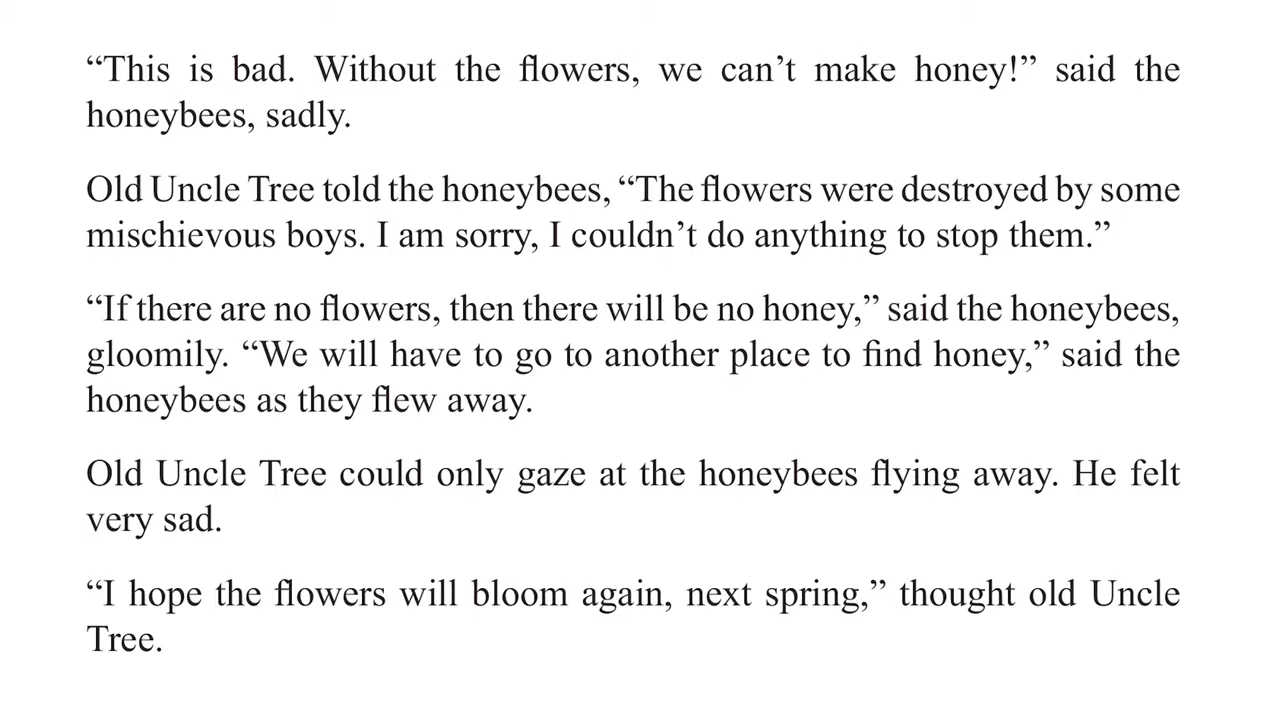 “This is bad. Without the flowers, we can’t make honey!” said the
honeybees, sadly.
Old Uncle Tree told the honeybees, “The flowers were destroyed by some
mischievous boys. I am sorry, I couldn’t do anything to stop them.”
“If there are no flowers, then there will be no honey,” said the honeybees,
gloomily. “We will have to go to another place to find honey,” said the
honeybees as they flew away.
Old Uncle Tree could only gaze at the honeybees flying away. He felt
very sad.
“I hope the flowers will bloom again, next spring,” thought old Uncle
Tree.